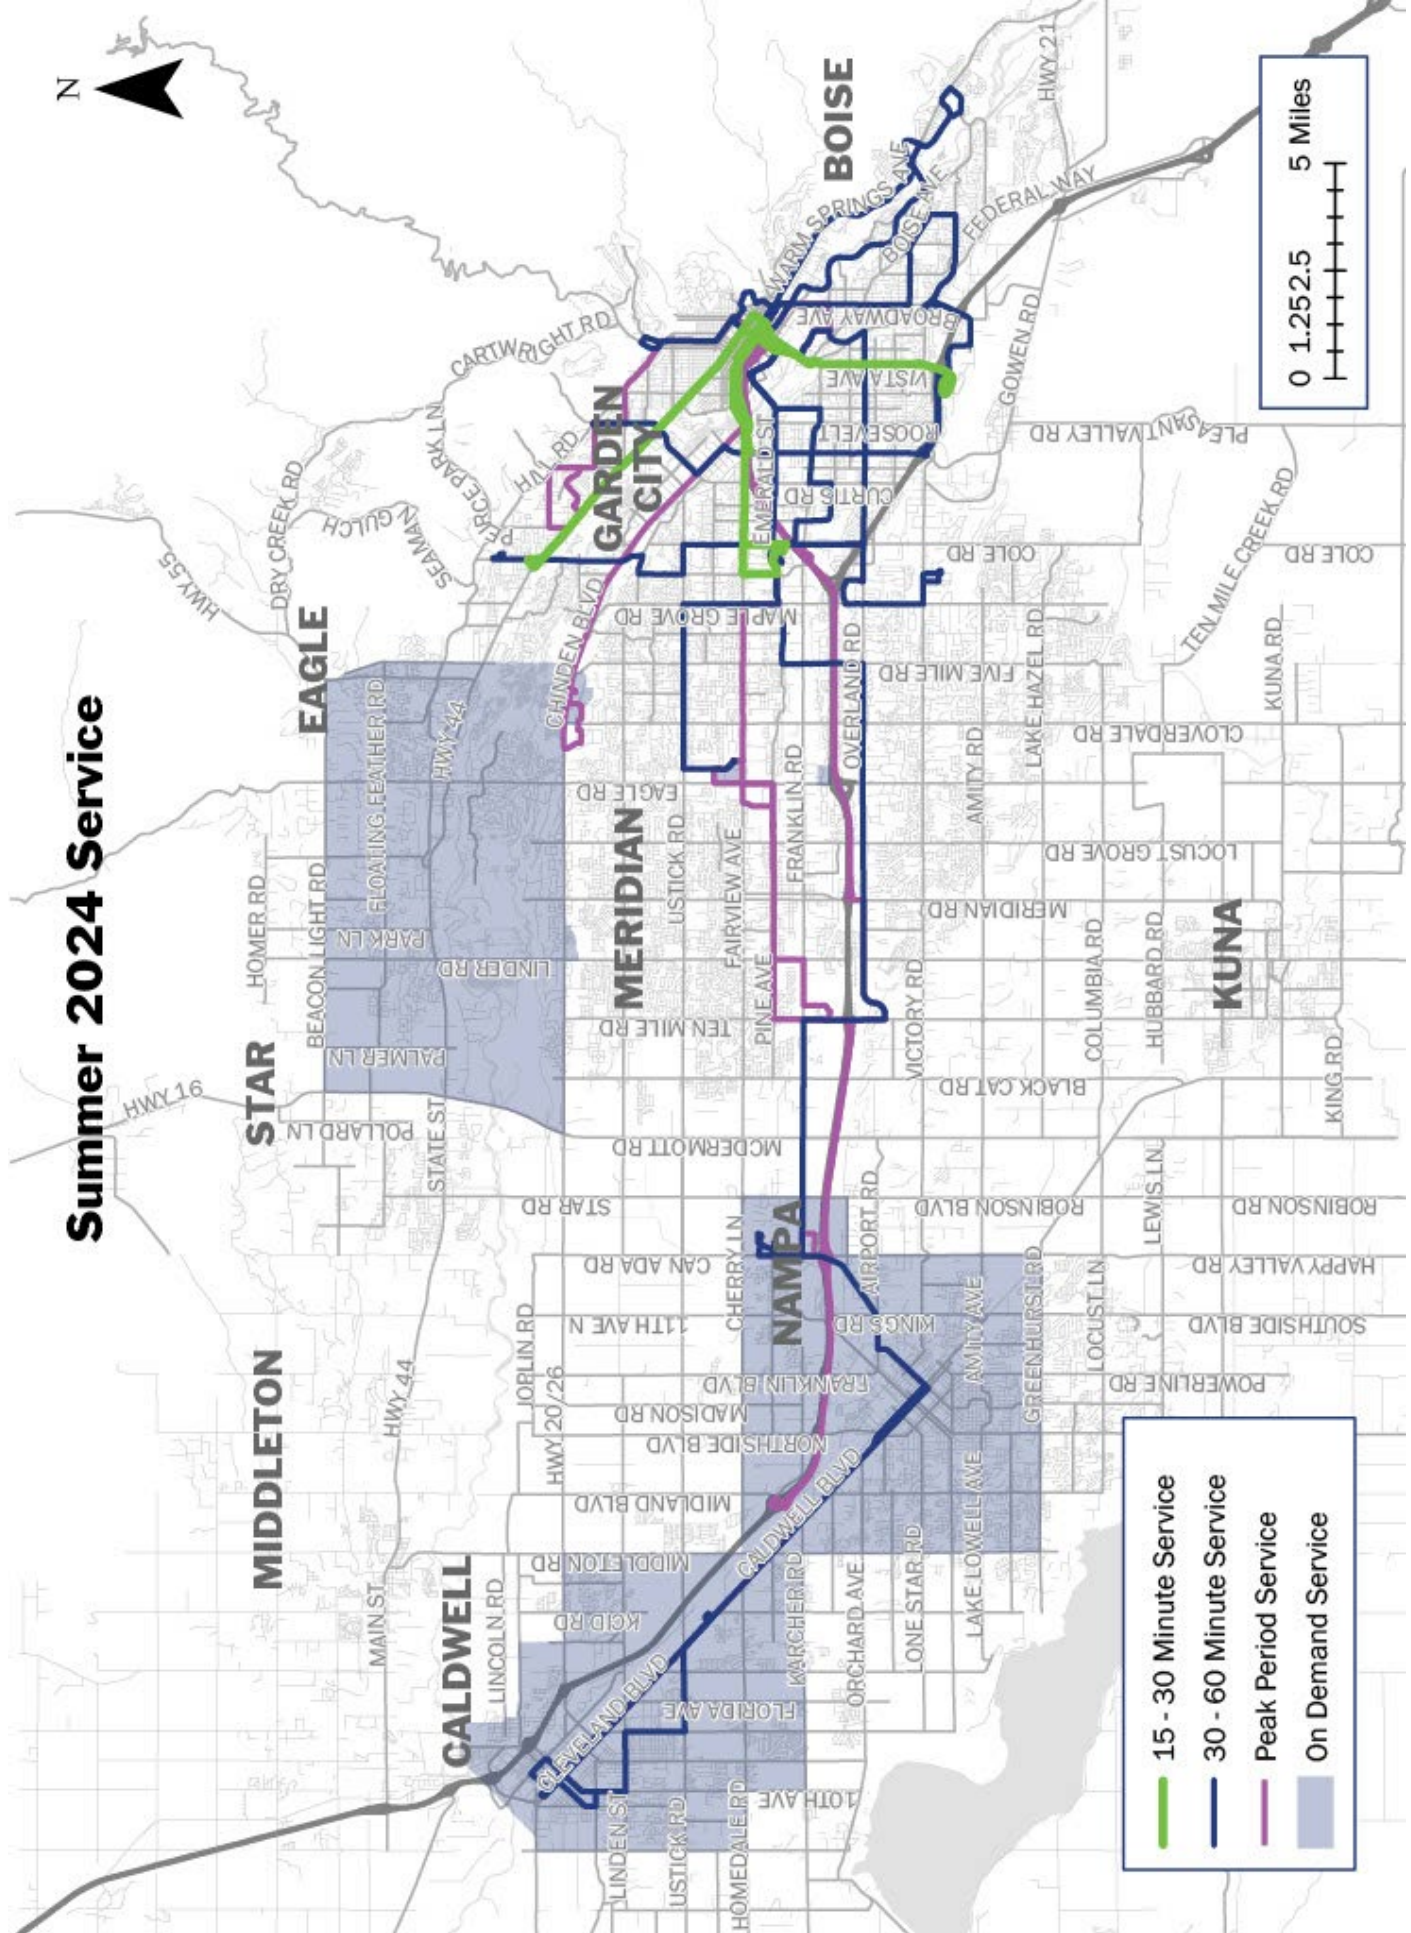 Summer 2024 Service
N
HWY 16
HWY 55
HWY 44
HWY 44
HWY 20/26
HWY 21
MIDDLETON
STAR
EAGLE
CALDWELL
MERIDIAN
GARDEN
CITY
BOISE
NAMPA
KUNA
HOMER RD
BEACON LIGHT RD
FLOATING FEATHER RD
PARK LN
LINDER RD
PALMER LN
POLLARD LN
STATE ST
DRY CREEK RD
SEAMAN GULCH
PEIRCE PARK LN
CARTWRIGHT RD
HILL RD
CHINDEN BLVD
MAIN ST
LINCOLN RD
JOPLIN RD
STAR RD
CAN ADA RD
11TH AVE N
FRANKLIN BLVD
MADISON RD
NORTHSIDE BLVD
MIDLAND BLVD
MIDDLETON RD
KCID RD
CLEVELAND BLVD
CALDWELL BLVD
FLORIDA AVE
LINDEN ST
USTICK RD
HOMEDALE RD
10TH AVE
KARCHER RD
ORCHARD AVE
LONE STAR RD
LAKE LOWELL AVE
CHERRY LN
MCDERMOTT RD
TEN MILE RD
USTICK RD
FAIRVIEW AVE
PINE AVE
FRANKLIN RD
EAGLE RD
MAPLE GROVE RD
EMERALD ST
CURTIS RD
ROOSEVELT
VISTA AVE
BROADWAY AVE
WARM SPRINGS AVE
BOISE AVE
FEDERAL WAY
GOWEN RD
PLEASANT VALLEY RD
OVERLAND RD
FIVE MILE RD
COLE RD
COLE RD
LAKE HAZEL RD
AMITY RD
CLOVERDALE RD
LOCUST GROVE RD
MERIDIAN RD
VICTORY RD
COLUMBIA RD
HUBBARD RD
BLACK CAT RD
KING RD
KUNA RD
TEN MILE CREEK RD
AIRPORT RD
ROBINSON BLVD
ROBINSON RD
LEWIS LN
HAPPY VALLEY RD
KINGS RD
AMITY AVE
GREENHURST RD
LOCUST LN
SOUTHSIDE BLVD
POWERLINE RD
15 - 30 Minute Service
30 - 60 Minute Service
Peak Period Service
On Demand Service
0 1.252.5 5 Miles